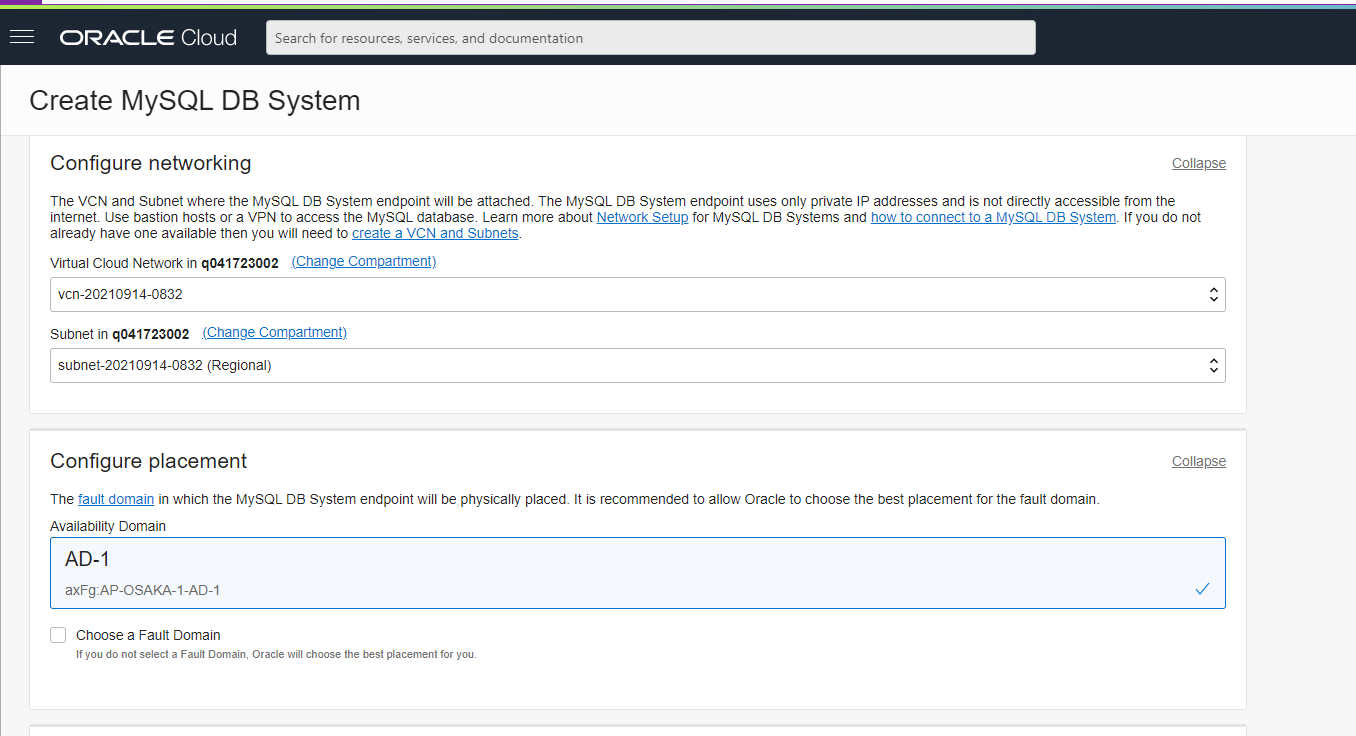 ORACLE Cloud
Search for resources, services, and documentation
Create MySQL DB System
Configure networking
Collapse
The VCN and Subnet where the MySQL DB System endpoint will be attached. The MySQL DB System endpoint uses only private IP addresses and is not directly accessible from the
internet. Use bastion hosts or a VPN to access the MySQL database. Learn more about Network Setup for MySQL DB Systems and how to connect to a MySQL DB System. If you do not
already have one available then you will need to create a VCN and Subnets.
Virtual Cloud Network in q041723002 (Change Compartment)
vcn-20210914-0832
Subnet in q041723002 (Change Compartment)
subnet-20210914-0832 (Regional)
Configure placement
Collapse
The fault domain in which the MySQL DB System endpoint will be physically placed. It is recommended to allow Oracle to choose the best placement for the fault domain.
Availability Domain
AD-1
axFg:AP-OSAKA-1-AD-1
Choose a Fault Domain
If you do not select a Fault Domain, Oracle will choose the best placement for you.